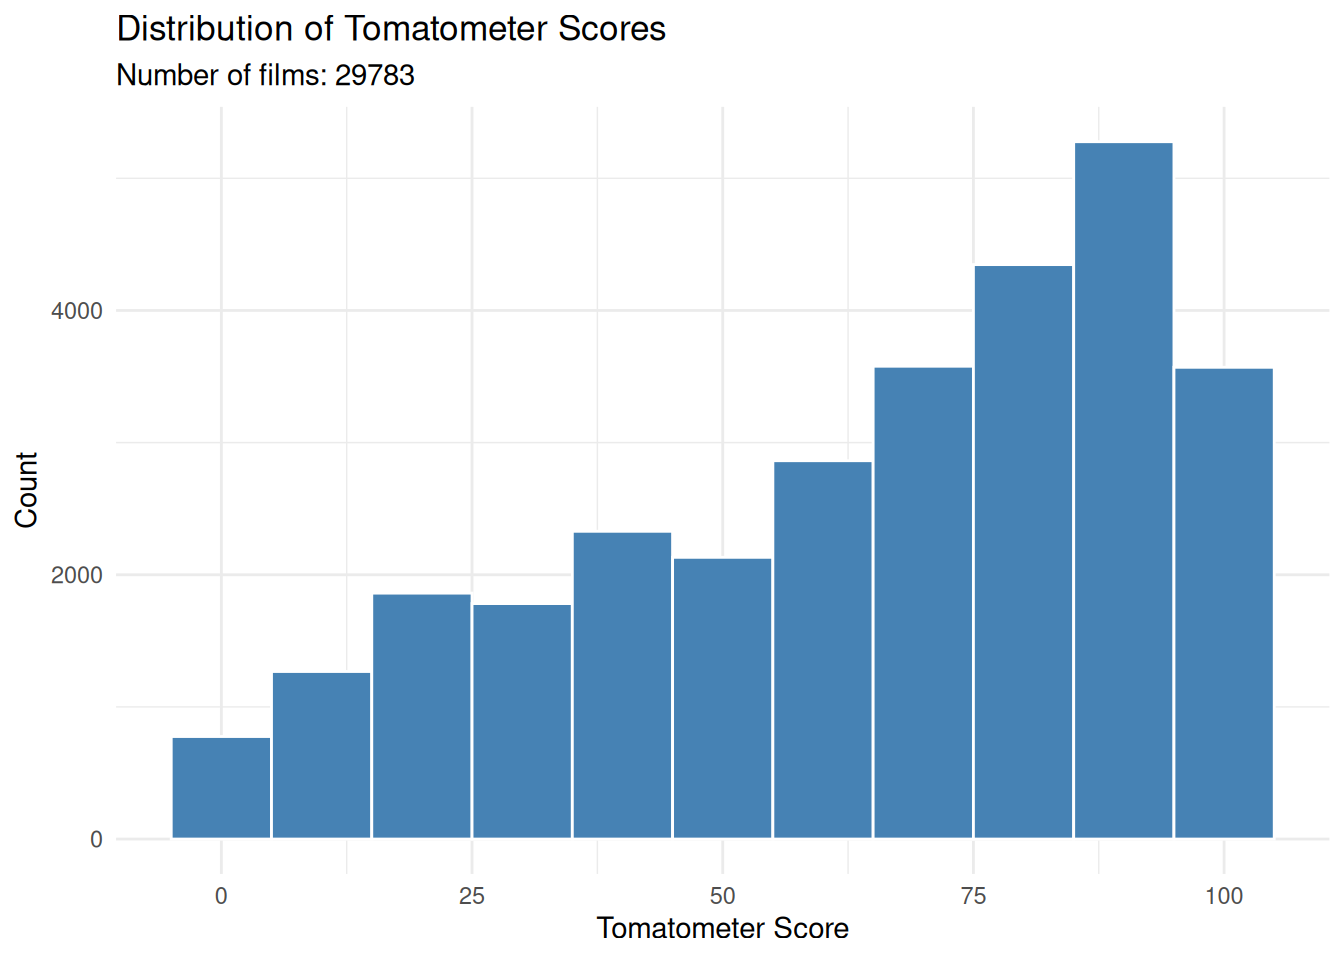 Distribution of Tomatometer Scores
Number of films: 29783
Count
4000
2000
0
0 25 50 75 100
Tomatometer Score